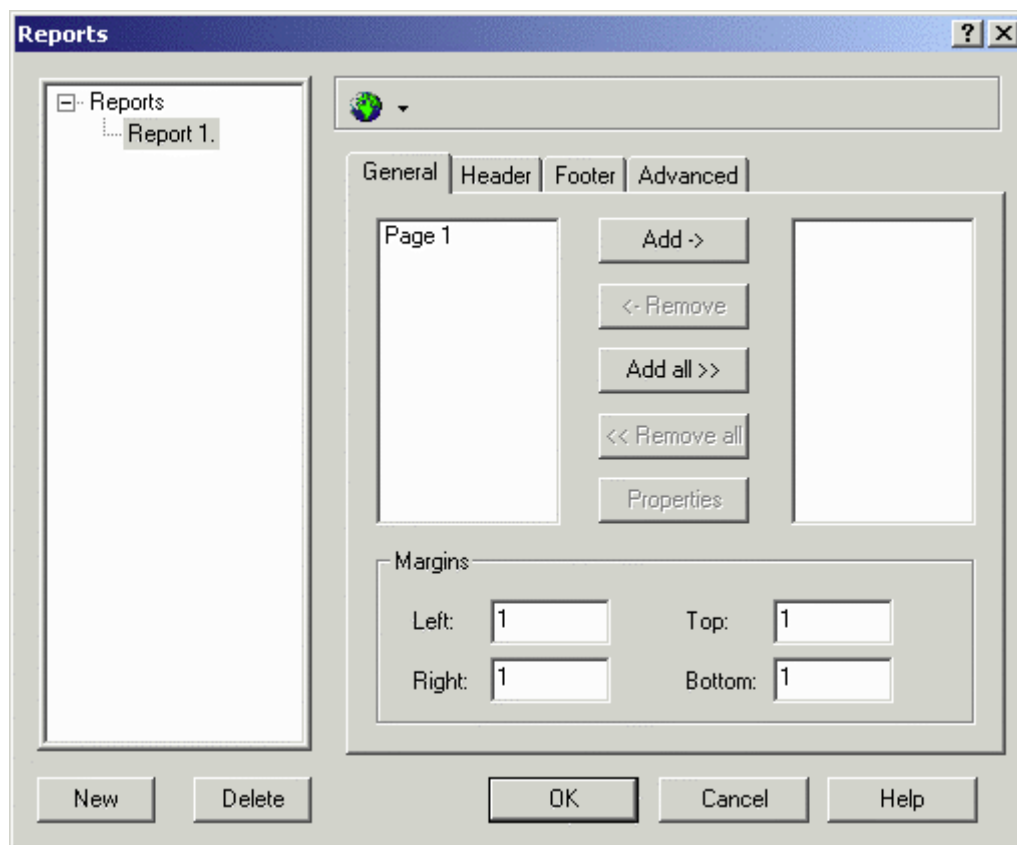 Reports
Reports
Report 1.
General Header Footer Advanced
Page 1
Add ->
<- Remove
Add all >>
<< Remove all
Properties
Margins
Left: 1 Top: 1
Right: 1 Bottom: 1
New Delete OK Cancel Help